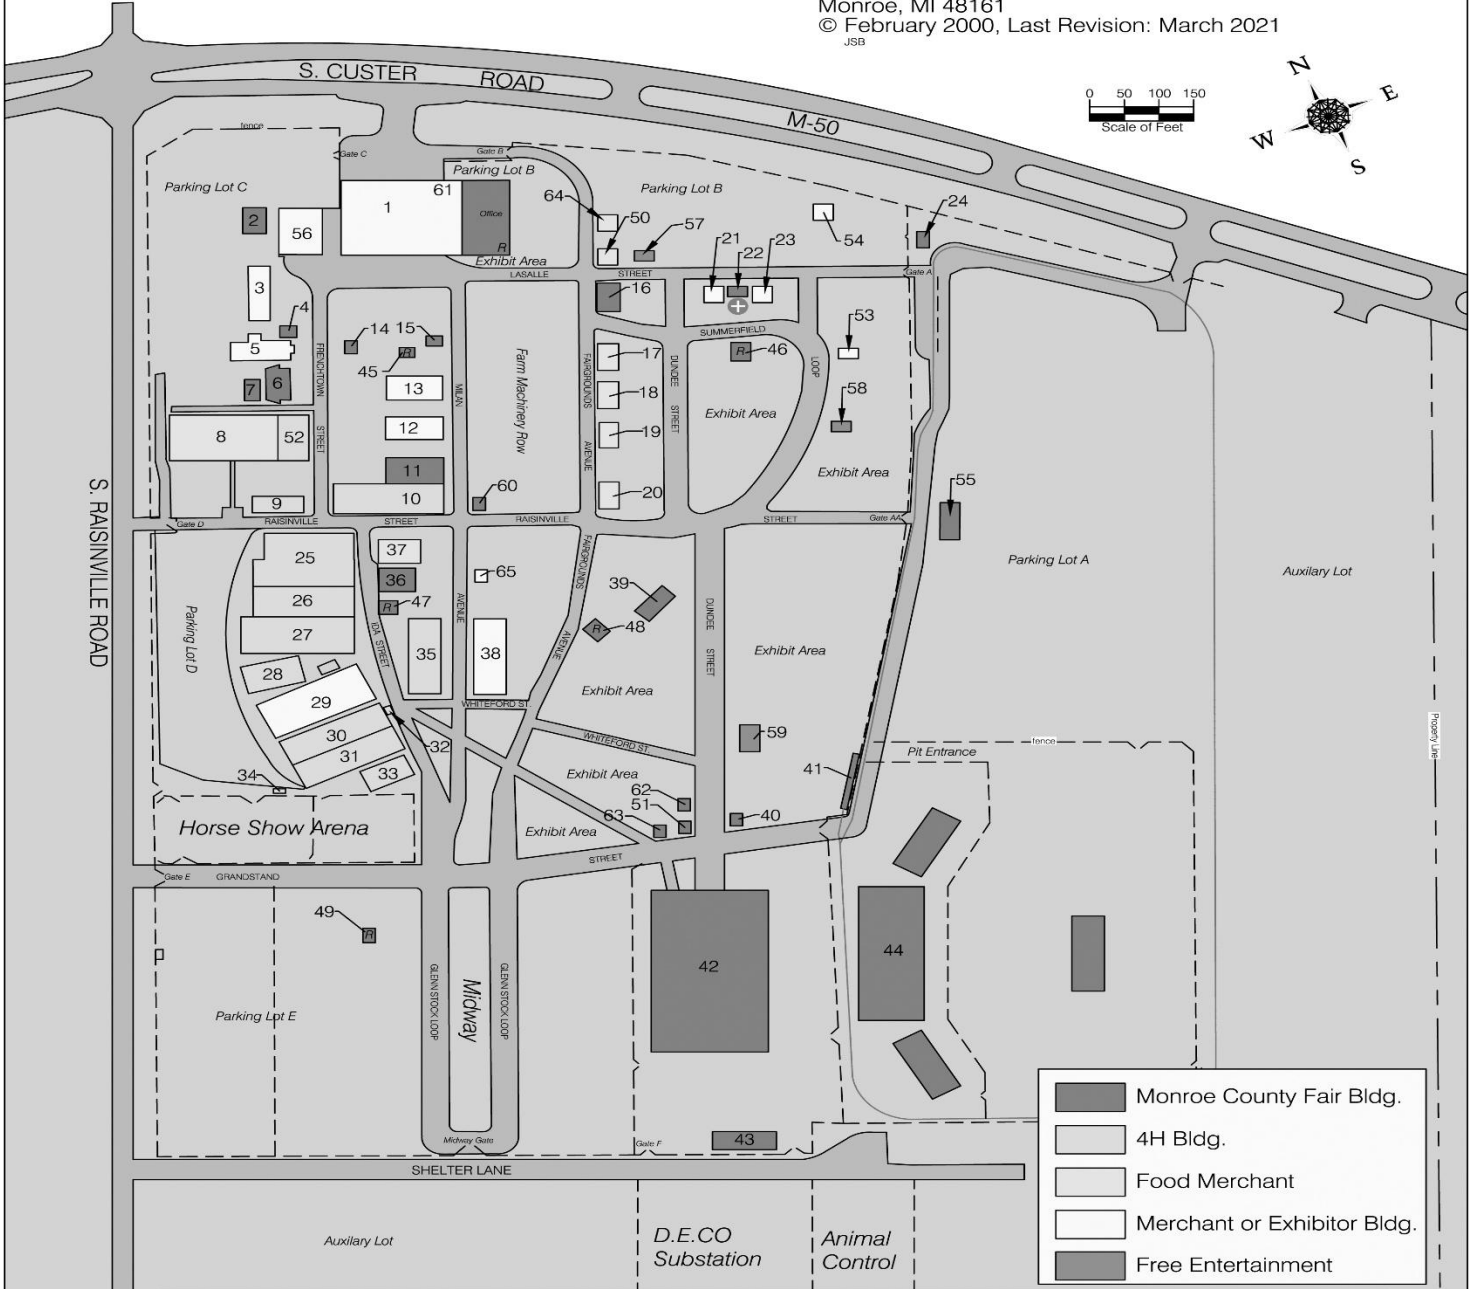 Monroe, MI 48161
© February 2000, Last Revision: March 2021
JSB
S. CUSTER ROAD
M-50
0 50 100 150
Scale of Feet
N
E
W
S
fence
Gate C
Gate B
Parking Lot B
Parking Lot C
Parking Lot B
61
1
2
56
Office
R
64
50
57
54
24
Exhibit Area
LASALLE
STREET
Gate A
21
22
23
3
16
4
14
15
53
SUMMERFIELD
5
R
45
17
R
46
LOOP
FRENCHTOWN
STREET
MILAN
Farm Machinery Row
FAIRGROUNDS
AVENUE
DUNDEE
STREET
7
6
13
18
58
Exhibit Area
8
52
12
19
11
Exhibit Area
55
9
10
60
20
Gate D
RAISINVILLE
STREET
RAISINVILLE
STREET
Gate AA
S. RAISINVILLE ROAD
25
37
Parking Lot A
Auxilary Lot
36
65
39
26
R
47
27
R
48
Parking Lot D
IDA STREET
AVENUE
FAIRGROUNDS
AVENUE
DUNDEE
STREET
35
38
Exhibit Area
28
29
Exhibit Area
WHITEFORD ST.
30
59
WHITEFORD ST.
32
31
Pit Entrance
fence
Property Line
34
33
Exhibit Area
41
62
51
63
40
Horse Show Arena
Exhibit Area
STREET
Gate E
GRANDSTAND
49
R
42
44
GLENN STOCK LOOP
Midway
GLENN STOCK LOOP
Parking Lot E
Midway Gate
Gate F
43
SHELTER LANE
Auxilary Lot
D.E.CO
Substation
Animal
Control
Monroe County Fair Bldg.
4H Bldg.
Food Merchant
Merchant or Exhibitor Bldg.
Free Entertainment